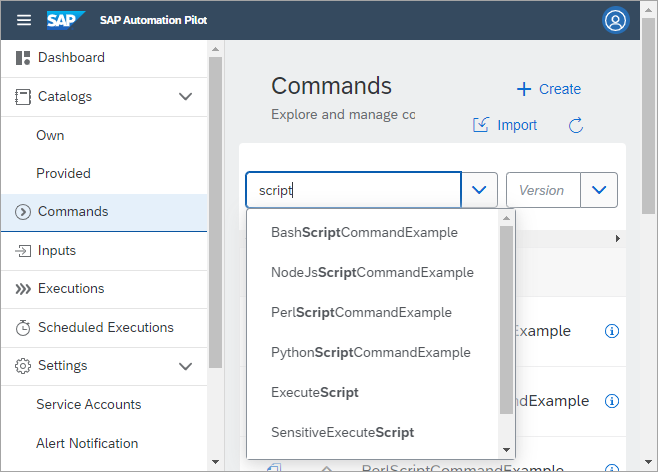 SAP
SAP Automation Pilot
Dashboard
Catalogs
Own
Provided
Commands
Inputs
Executions
Scheduled Executions
Settings
Service Accounts
Alert Notification
Commands
Create
Explore and manage co
Import
script
Version
BashScriptCommandExample
NodeJsScriptCommandExample
PerlScriptCommandExample
PythonScriptCommandExample
ExecuteScript
SensitiveExecuteScript
Example
ndExample
PerlScriptCommandExample